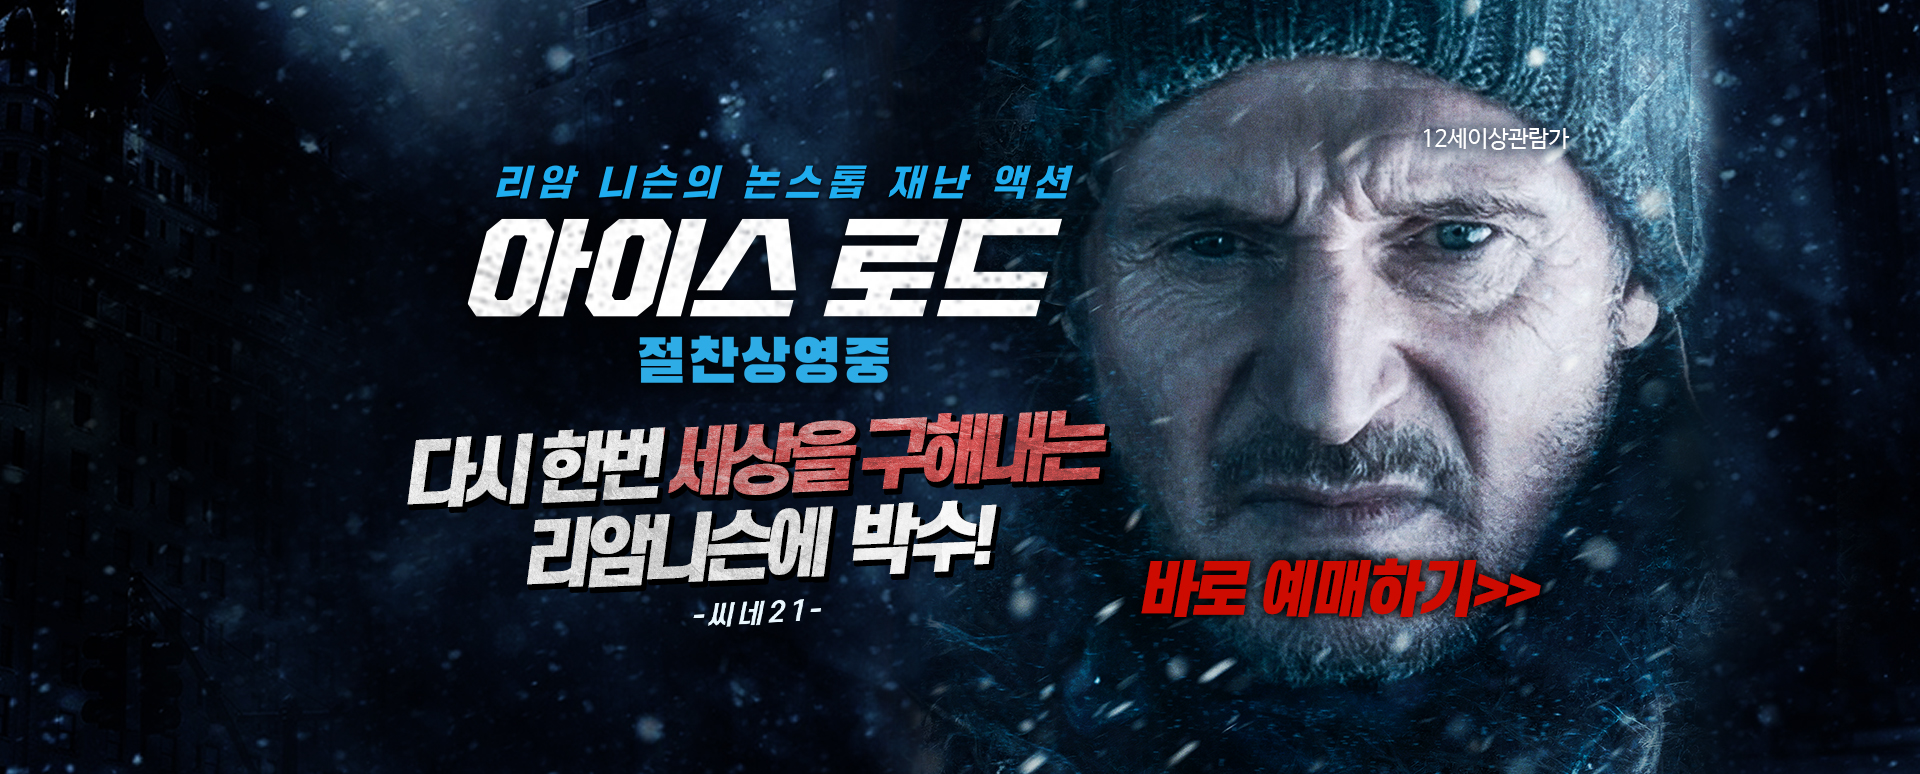 12세이상관람가
리암 니슨의 논스톱 재난 액션
아이스 로드
절찬상영중
다시 한번 세상을 구해내는
리암니슨에 박수!
-씨네21-
바로 예매하기>>